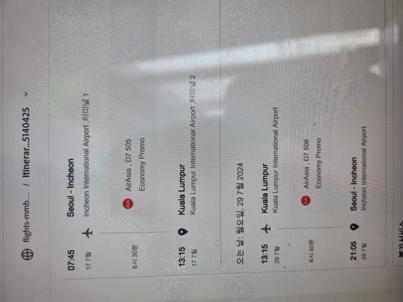 flights-mmb... / Itinerar...5140425
07:45 Seoul - Incheon
17 7월 Incheon International Airport ,터미널 1
AirAsia , D7 505
6시 30분 Economy Promo
13:15 Kuala Lumpur
17 7월 Kuala Lumpur International Airport ,터미널 2
오는 날: 월요일, 29 7월 2024
13:15 Kuala Lumpur
29 7월 Kuala Lumpur International Airport
AirAsia , D7 506
6시 50분 Economy Promo
21:05 Seoul - Incheon
29 7월 Incheon International Airport